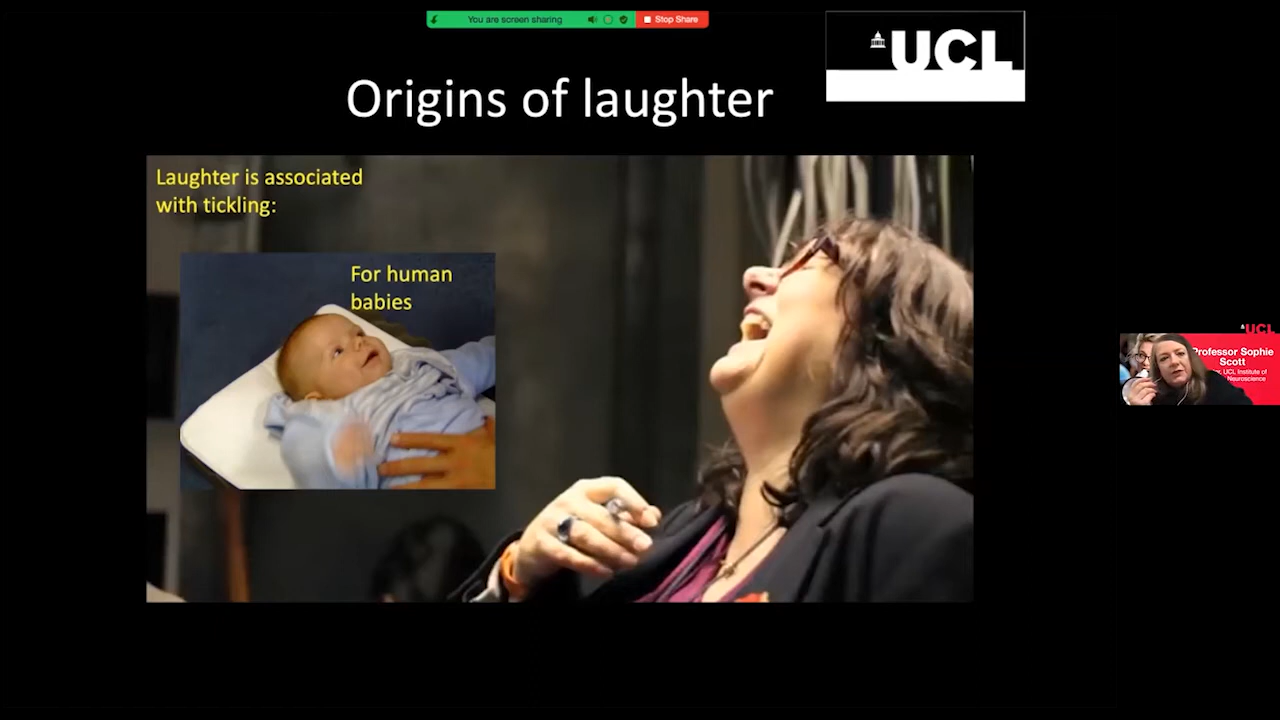 You are screen sharing
Stop Share
UCL
Origins of laughter
Laughter is associated
with tickling:
For human
babies
UCL
Professor Sophie
Scott
UCL Institute of
Neuroscience